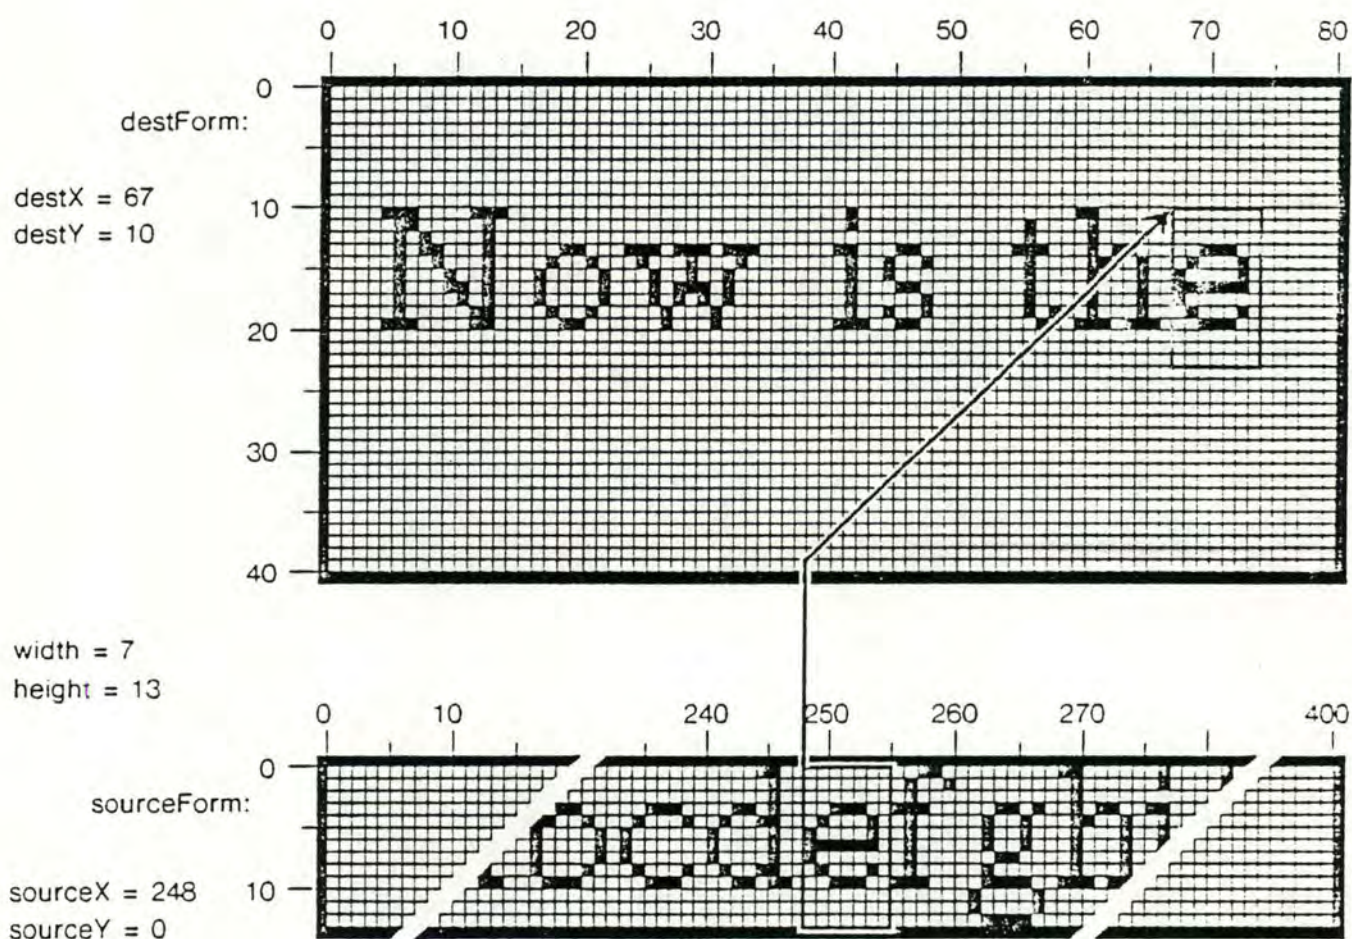 0 10 20 30 40 50 60 70 80
0
destForm:
destX = 67
destY = 10
10
Now is the
20
30
40
width = 7
height = 13
0 10 240 250 260 270 400
0
sourceForm:
sourceX = 248
10
sourceY = 0